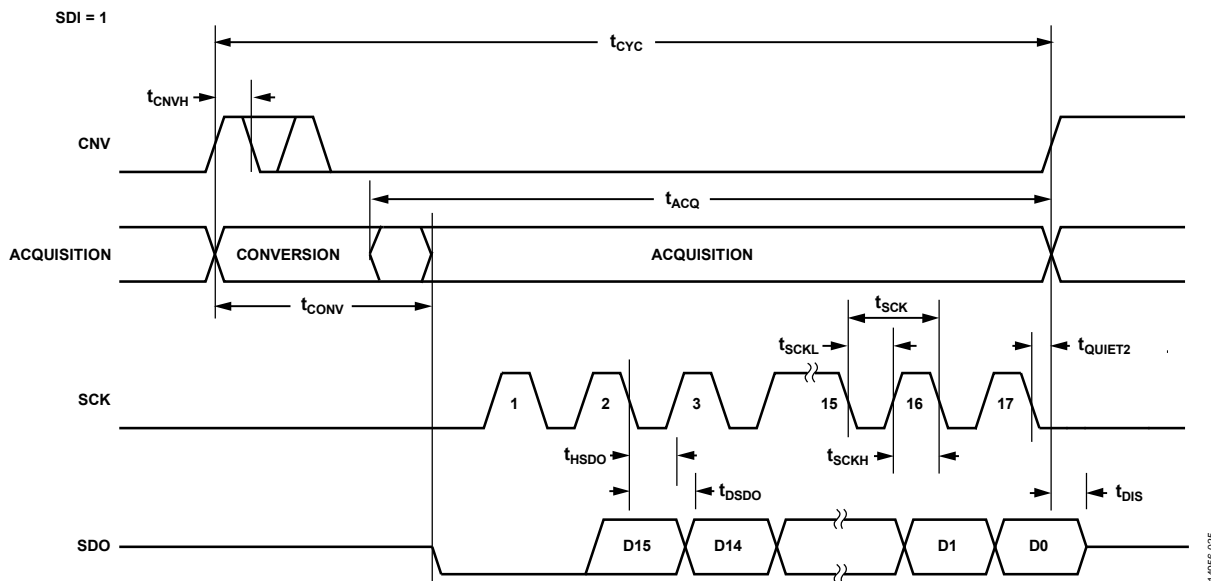 SDI = 1
tCYC
tCNVH
CNV
tACQ
ACQUISITION
CONVERSION
ACQUISITION
tCONV
tSCK
tSCKL
tQUIET2
SCK
1
2
3
15
16
17
tHSDO
tSCKH
tDSDO
tDIS
SDO
D15
D14
D1
D0